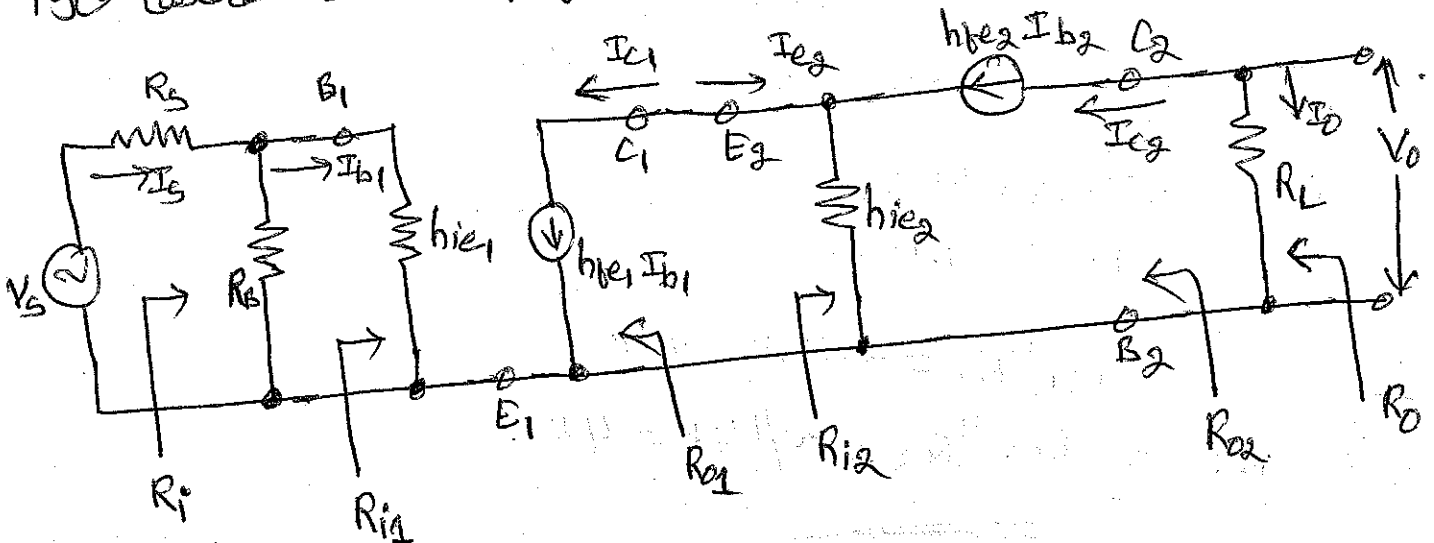 Ic1 Ie2 hfe2 Ib2 C2
Rs B1
Is Ib1 C1 E2 Ic2 Io Vo
hie1 hfe1 Ib1 hie2 RL
Vs RB
E1 B2
Ri Ri1 Ro1 Ri2 Ro2 Ro